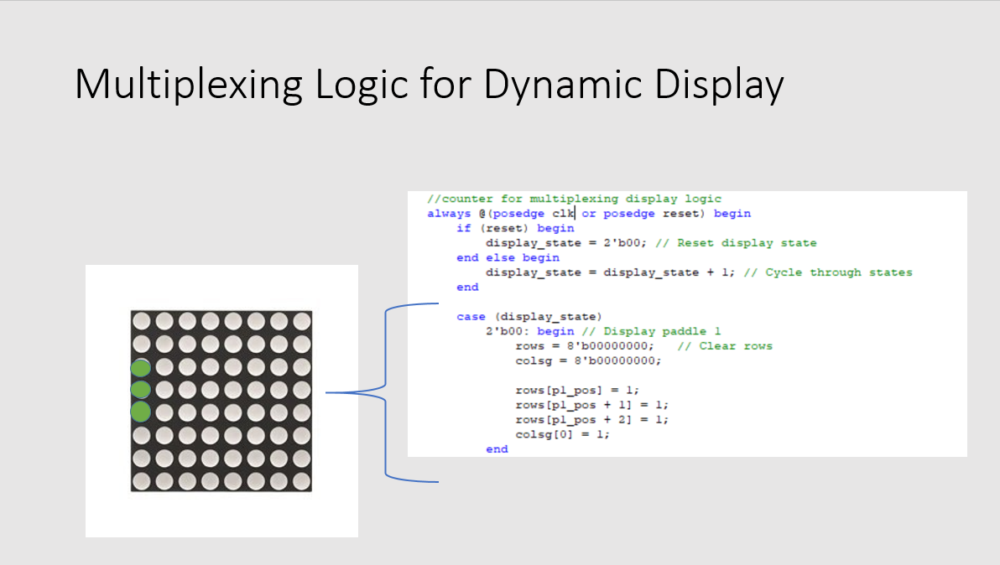 Multiplexing Logic for Dynamic Display
//counter for multiplexing display logic
always @(posedge clk or posedge reset) begin
if (reset) begin
display_state = 2'b00; // Reset display state
end else begin
display_state = display_state + 1; // Cycle through states
end
case (display_state)
2'b00: begin // Display paddle 1
rows = 8'b00000000; // Clear rows
colsg = 8'b00000000;
rows[p1_pos] = 1;
rows[p1_pos + 1] = 1;
rows[p1_pos + 2] = 1;
colsg[0] = 1;
end